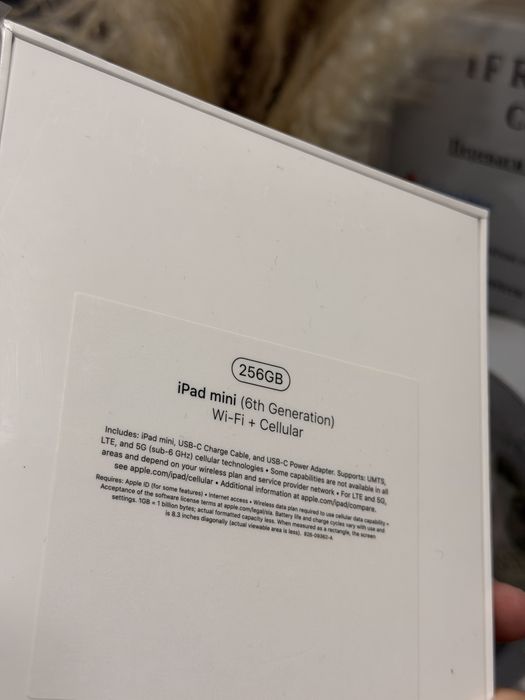 256GB
iPad mini (6th Generation)
Wi-Fi + Cellular
Includes: iPad mini, USB-C Charge Cable, and USB-C Power Adapter. Supports: UMTS,
LTE, and 5G (sub-6 GHz) cellular technologies • Some capabilities are not available in all
areas and depend on your wireless plan and service provider network • For LTE and 5G,
see apple.com/ipad/cellular • Additional information at apple.com/ipad/compare.
Requires: Apple ID (for some features) • Internet access • Wireless data plan required to use cellular data capability •
Acceptance of the software license terms at apple.com/legal/sla. Battery life and charge cycles vary with use and
settings. 1GB = 1 billion bytes; actual formatted capacity less. When measured as a rectangle, the screen
is 8.3 inches diagonally (actual viewable area is less).